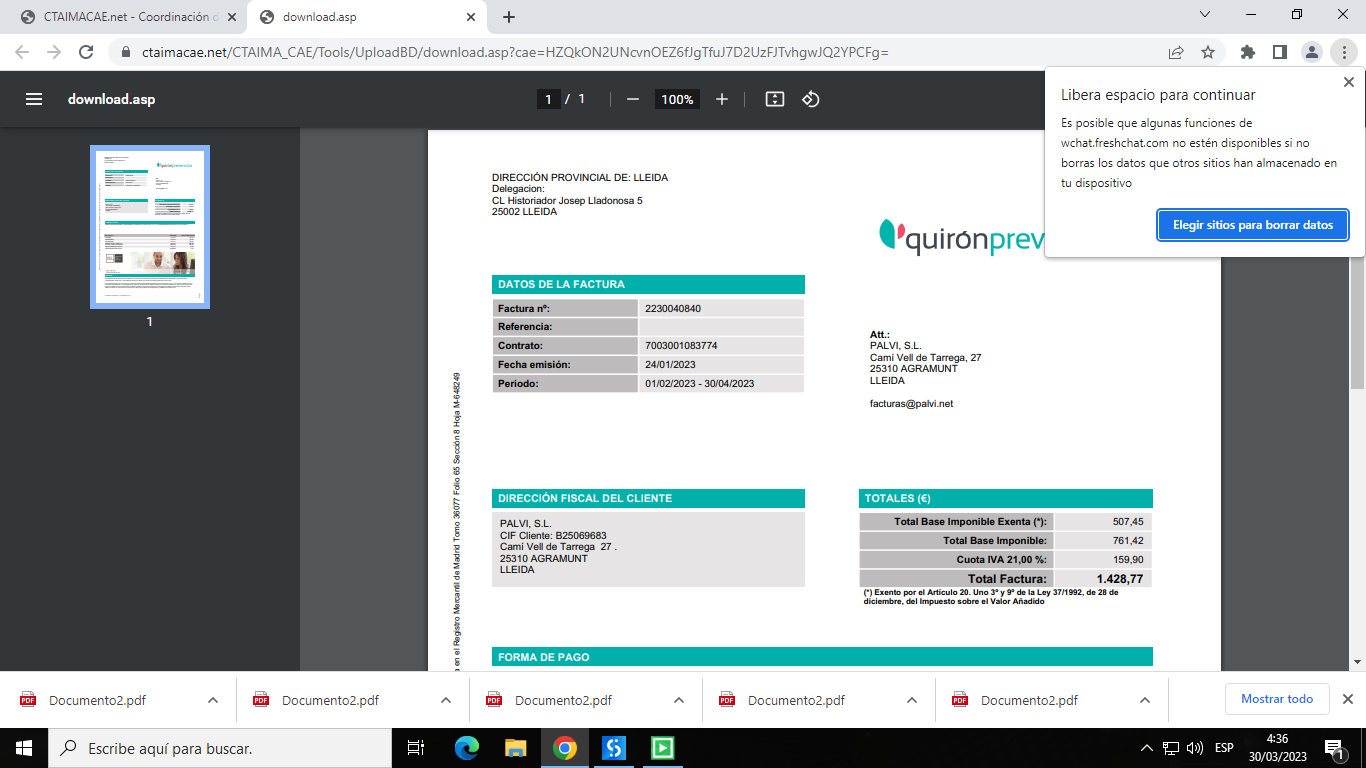 CTAIMACAE.net - Coordinación d
download.asp
ctaimacae.net/CTAIMA_CAE/Tools/UploadBD/download.asp?cae=HZQkON2UNcvnOEZ6fJgTfuJ7D2UzFJTvhgwJQ2YPCFg=
download.asp
1 / 1
100%
Libera espacio para continuar
Es posible que algunas funciones de
wchat.freshchat.com no estén disponibles si no
borras los datos que otros sitios han almacenado en
tu dispositivo
Elegir sitios para borrar datos
1
DIRECCIÓN PROVINCIAL DE: LLEIDA
Delegacion:
CL Historiador Josep Lladonosa 5
25002 LLEIDA
quirónprev
DATOS DE LA FACTURA
Factura nº: 2230040840
Referencia:
Contrato: 7003001083774
Fecha emisión: 24/01/2023
Periodo: 01/02/2023 - 30/04/2023
Att.:
PALVI, S.L.
Camí Vell de Tarrega, 27
25310 AGRAMUNT
LLEIDA
facturas@palvi.net
a en el Registro Mercantil de Madrid Tomo 36077 Folio 65 Sección 8 Hoja M-648249
DIRECCIÓN FISCAL DEL CLIENTE
PALVI, S.L.
CIF Cliente: B25069683
Camí Vell de Tarrega 27 .
25310 AGRAMUNT
LLEIDA
TOTALES (€)
Total Base Imponible Exenta (*): 507,45
Total Base Imponible: 761,42
Cuota IVA 21,00 %: 159,90
Total Factura: 1.428,77
(*) Exento por el Articulo 20. Uno 3º y 9º de la Ley 37/1992, de 28 de
diciembre, del Impuesto sobre el Valor Añadido
FORMA DE PAGO
Documento2.pdf
Documento2.pdf
Documento2.pdf
Documento2.pdf
Documento2.pdf
Mostrar todo
Escribe aquí para buscar.
ESP
4:36
30/03/2023
1